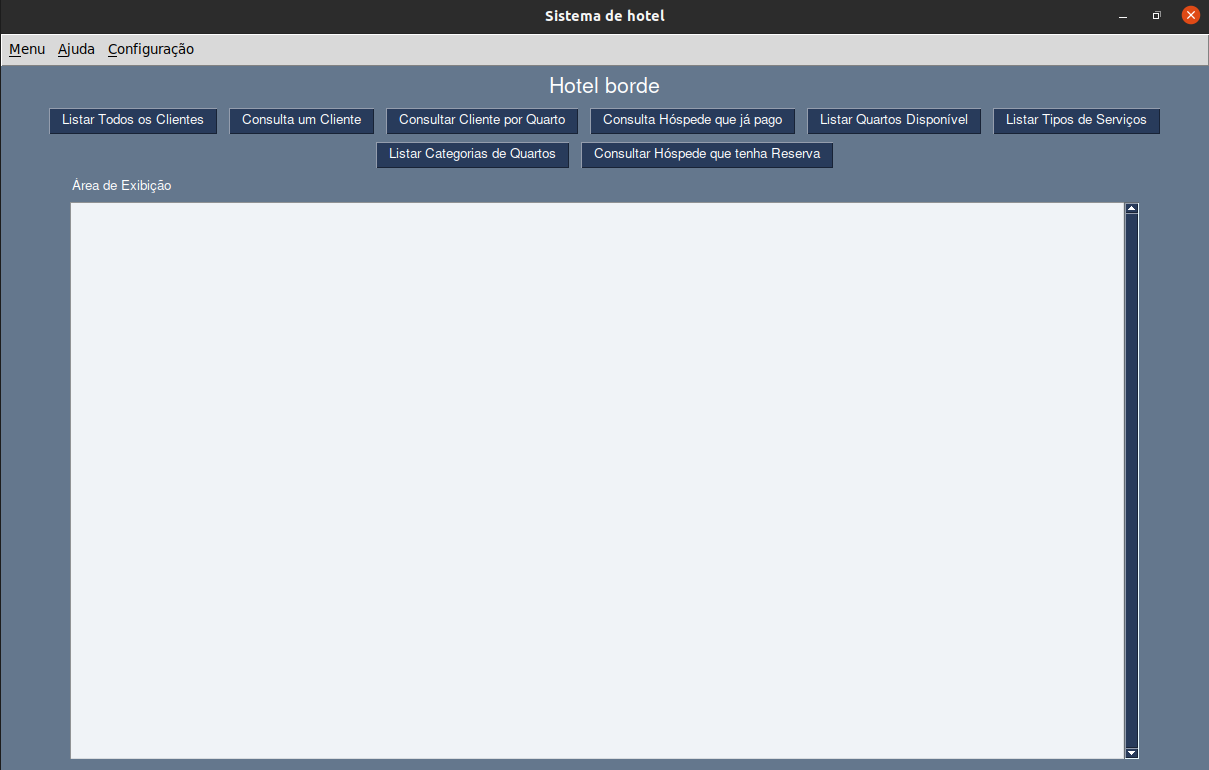 Sistema de hotel
Menu Ajuda Configuração
Hotel borde
Listar Todos os Clientes Consulta um Cliente Consultar Cliente por Quarto Consulta Hóspede que já pago Listar Quartos Disponível Listar Tipos de Serviços
Listar Categorias de Quartos Consultar Hóspede que tenha Reserva
Área de Exibição